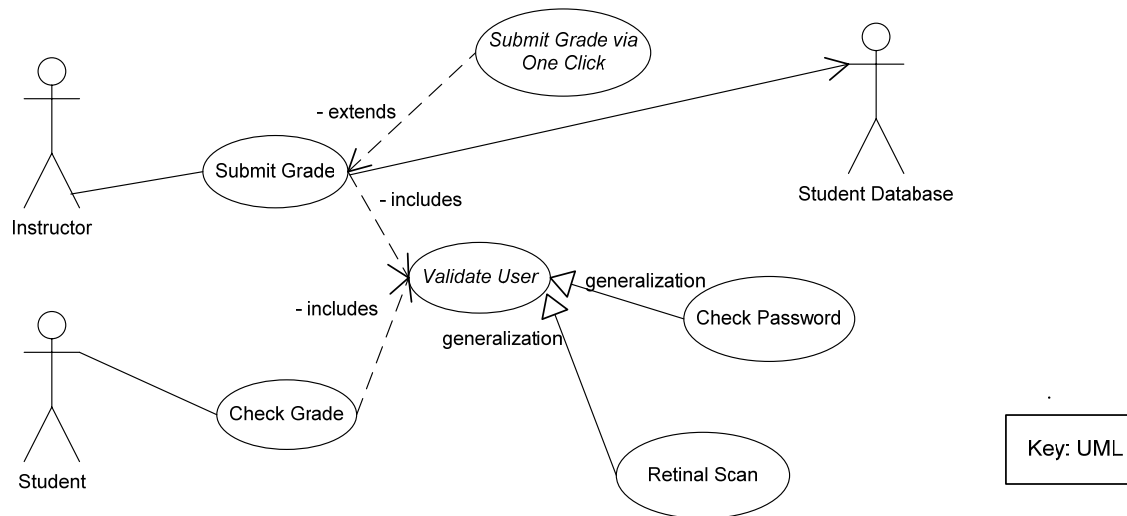 Submit Grade via
One Click
- extends
Submit Grade
Student Database
- includes
Instructor
Validate User
generalization
- includes
Check Password
generalization
Check Grade
Key: UML
Retinal Scan
Student